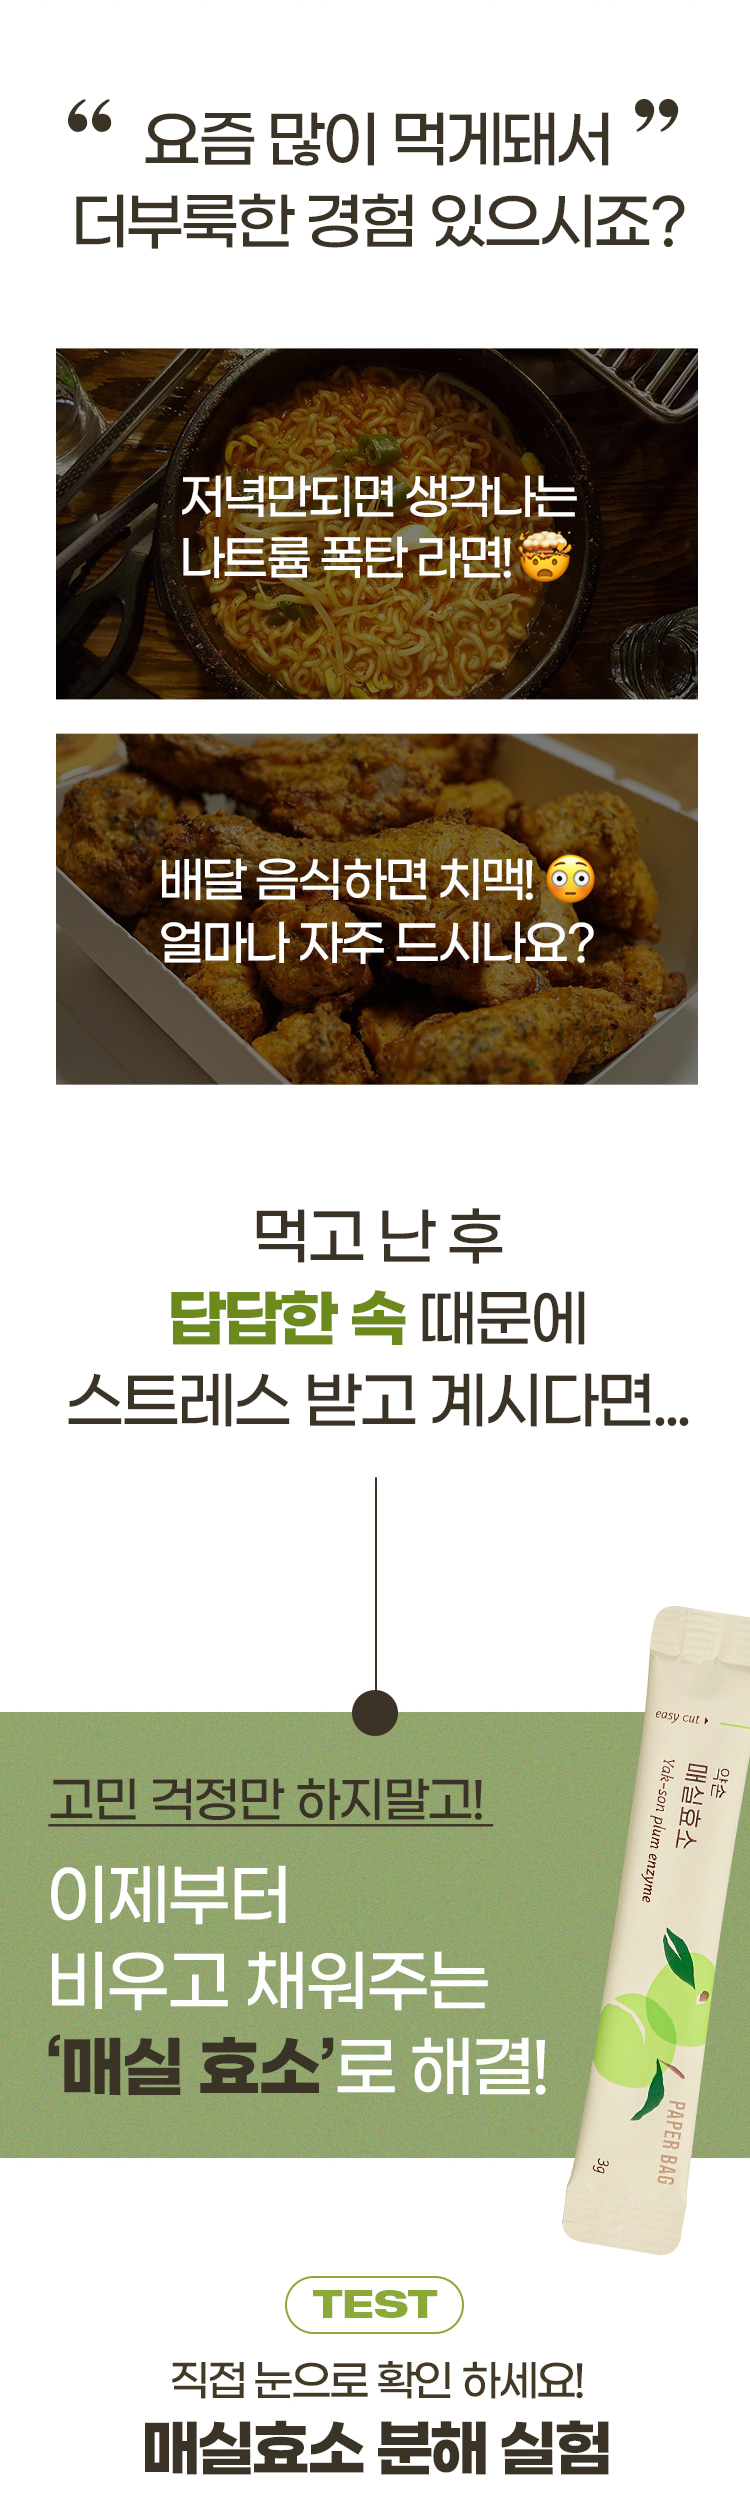 “ 요즘 많이 먹게돼서 ”
더부룩한 경험 있으시죠?
저녁만되면 생각나는
나트륨 폭탄 라면! 🤯
배달 음식하면 치맥! 😳
얼마나 자주 드시나요?
먹고 난 후
답답한 속 때문에
스트레스 받고 계시다면...
easy cut
약손
매실효소
Yak-son plum enzyme
PAPER BAG
3g
고민 걱정만 하지말고!
이제부터
비우고 채워주는
‘매실 효소’로 해결!
TEST
직접 눈으로 확인 하세요!
매실효소 분해 실험